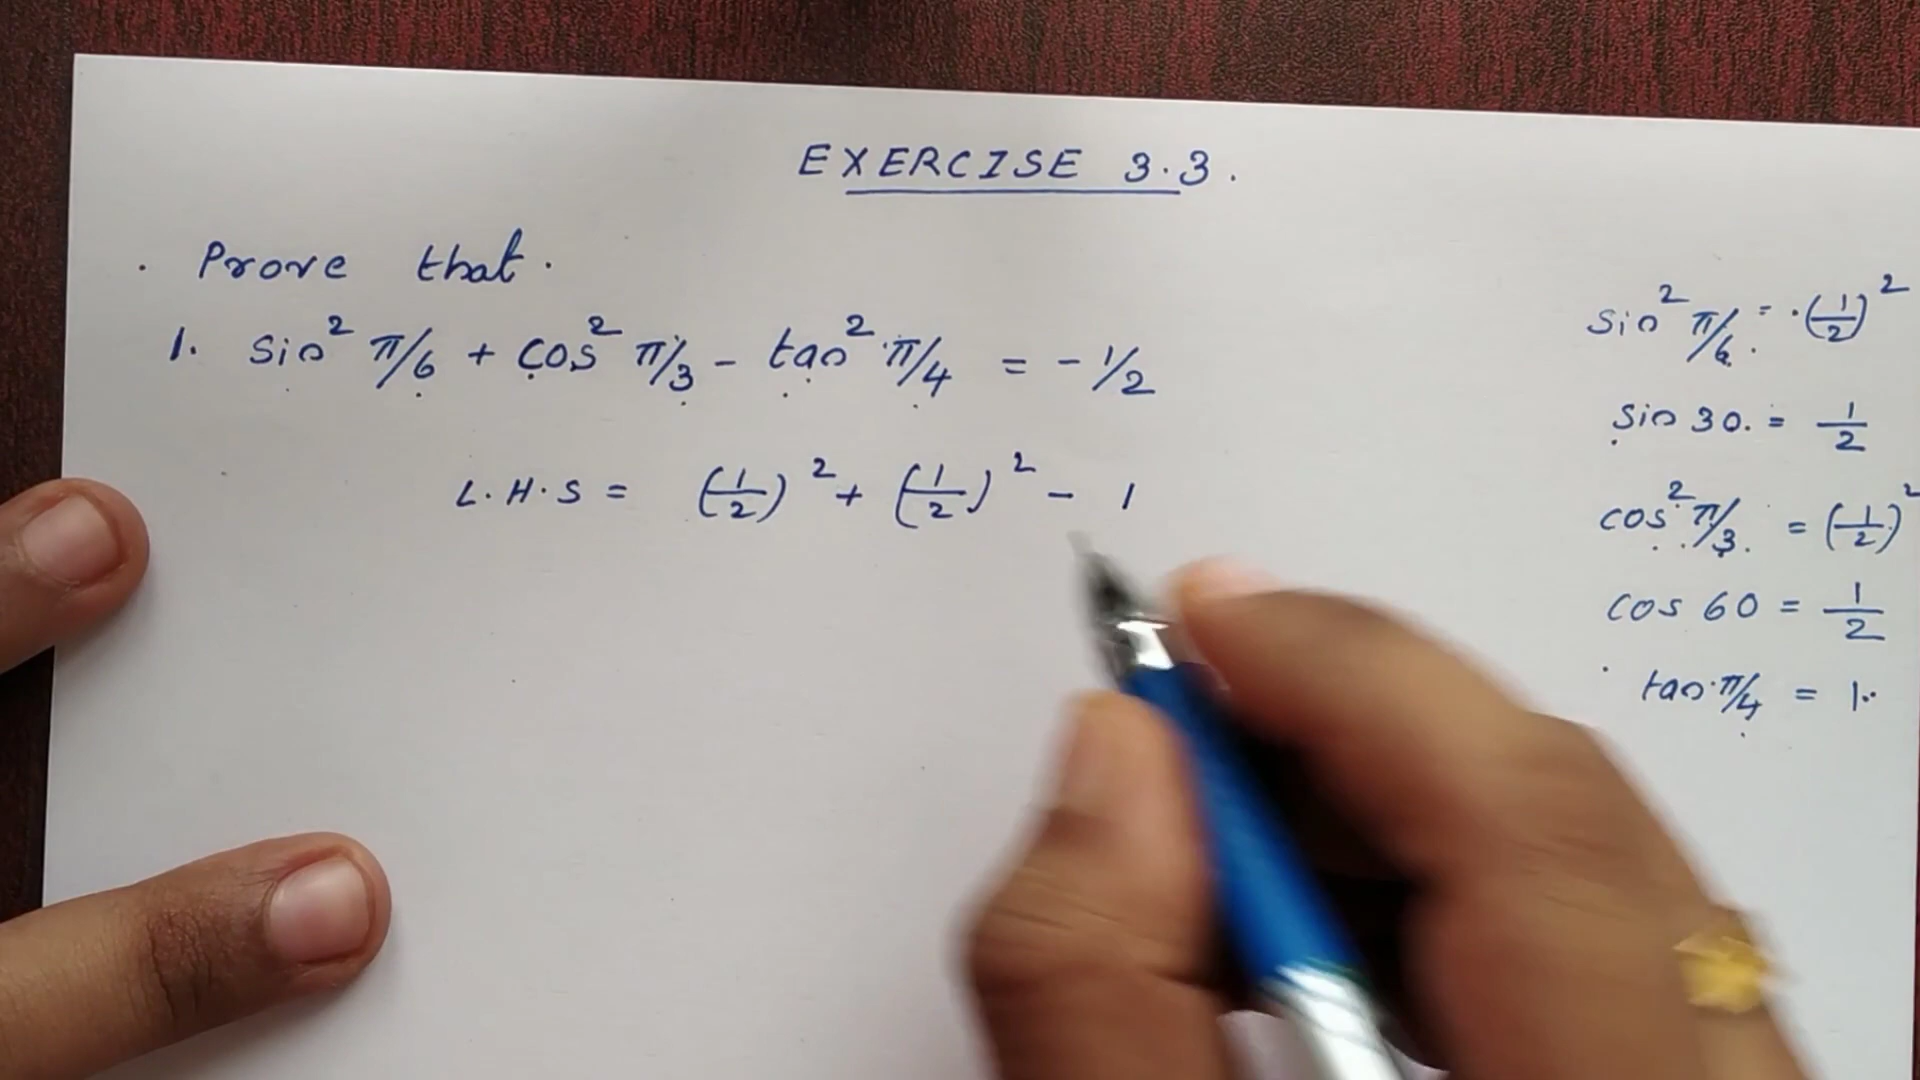 EXERCISE 3.3.
. Prove that.
1. sin² π/6 + cos² π/3 - tan² π/4 = -1/2
L.H.S = (1/2)² + (1/2)² - 1
sin² π/6 = (1/2)²
sin 30. = 1/2
cos² π/3 = (1/2)²
cos 60 = 1/2
tan π/4 = 1.